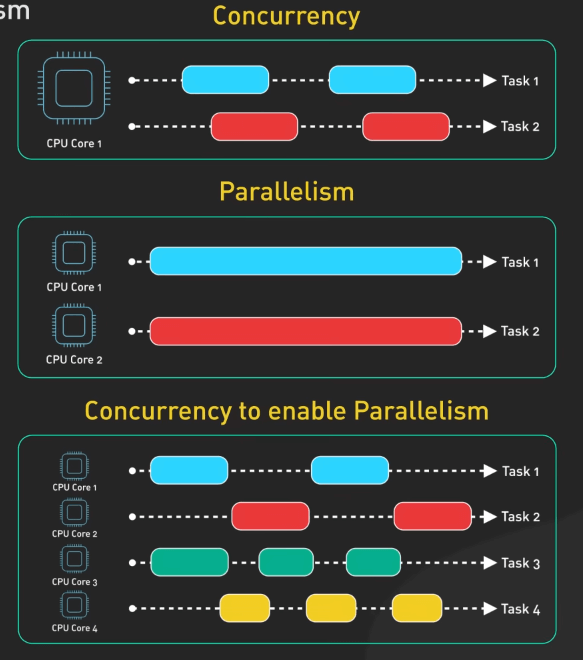 sm
Concurrency
CPU Core 1
Task 1
Task 2
Parallelism
CPU Core 1
Task 1
CPU Core 2
Task 2
Concurrency to enable Parallelism
CPU Core 1
Task 1
CPU Core 2
Task 2
CPU Core 3
Task 3
CPU Core 4
Task 4